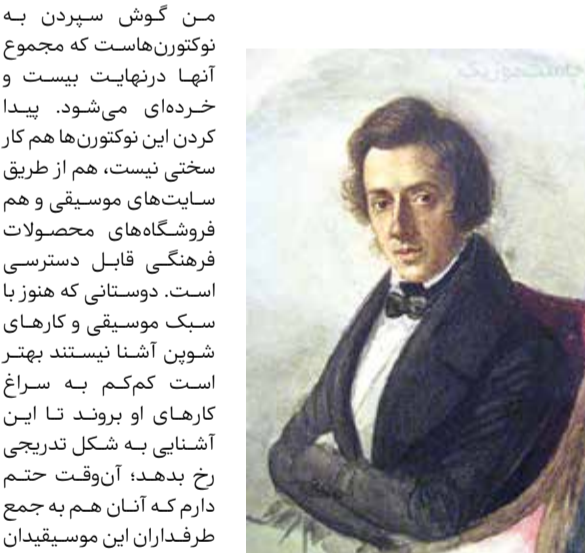 من گوش سپردن به
نوکتورن‌هاست که مجموع
آنها درنهایت بیست و
خرده‌ای می‌شود. پیدا
کردن این نوکتورن‌ها هم کار
سختی نیست، هم از طریق
سایت‌های موسیقی و هم
فروشگاه‌های محصولات
فرهنگی قابل دسترسی
است. دوستانی که هنوز با
سبک موسیقی و کارهای
شوپن آشنا نیستند بهتر
است کم‌کم به سراغ
کارهای او بروند تا این
آشنایی به شکل تدریجی
رخ بدهد؛ آن‌وقت حتم
دارم که آنان هم به جمع
طرفداران این موسیقیدان